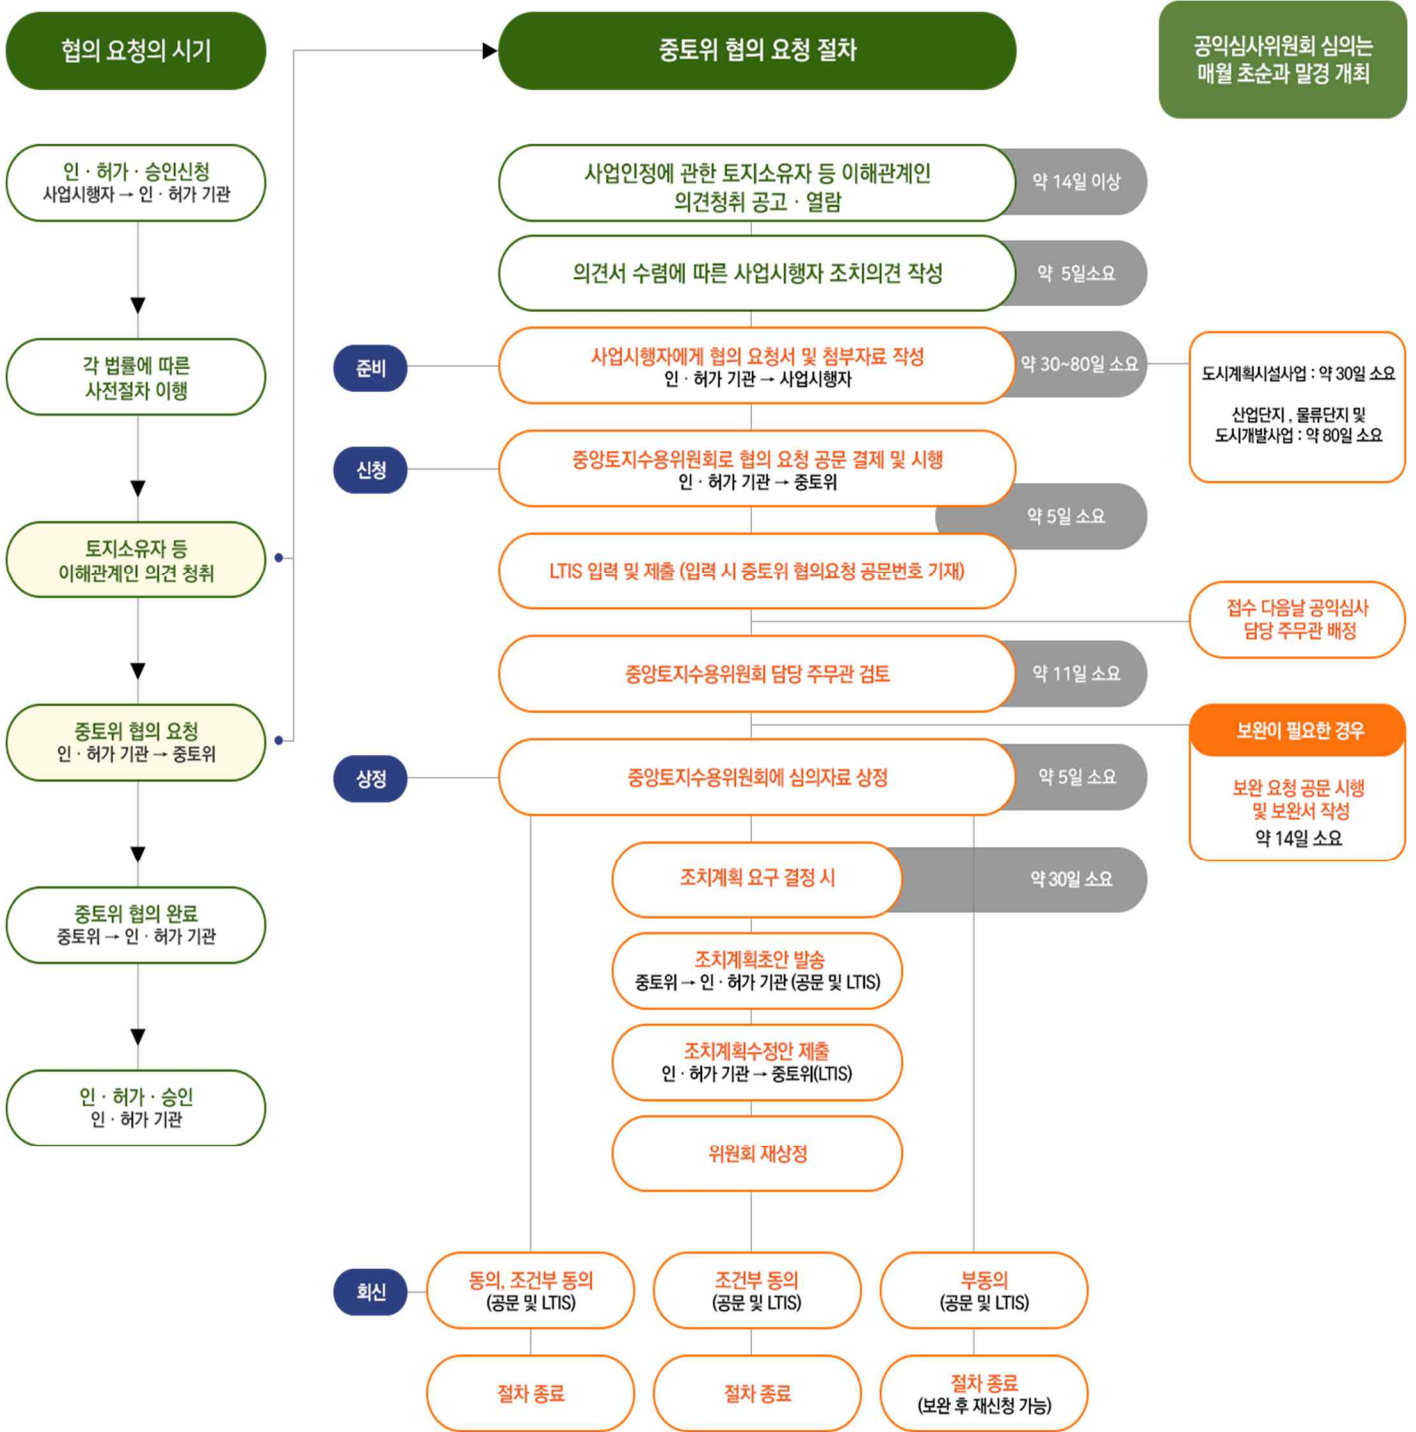 협의 요청의 시기
인 · 허가 · 승인신청
사업시행자 → 인 · 허가 기관
각 법률에 따른
사전절차 이행
토지소유자 등
이해관계인 의견 청취
중토위 협의 요청
인 · 허가 기관 → 중토위
중토위 협의 완료
중토위 → 인 · 허가 기관
인 · 허가 · 승인
인 · 허가 기관
중토위 협의 요청 절차
공익심사위원회 심의는
매월 초순과 말경 개최
사업인정에 관한 토지소유자 등 이해관계인
의견청취 공고 · 열람
약 14일 이상
의견서 수렴에 따른 사업시행자 조치의견 작성
약 5일소요
준비
사업시행자에게 협의 요청서 및 첨부자료 작성
인 · 허가 기관 → 사업시행자
약 30~80일 소요
도시계획시설사업 : 약 30일 소요
산업단지 , 물류단지 및
도시개발사업 : 약 80일 소요
신청
중앙토지수용위원회로 협의 요청 공문 결제 및 시행
인 · 허가 기관 → 중토위
약 5일 소요
LTIS 입력 및 제출 (입력 시 중토위 협의요청 공문번호 기재)
접수 다음날 공익심사
담당 주무관 배정
중앙토지수용위원회 담당 주무관 검토
약 11일 소요
보완이 필요한 경우
보완 요청 공문 시행
및 보완서 작성
약 14일 소요
상정
중앙토지수용위원회에 심의자료 상정
약 5일 소요
조치계획 요구 결정 시
약 30일 소요
조치계획초안 발송
중토위 → 인 · 허가 기관 (공문 및 LTIS)
조치계획수정안 제출
인 · 허가 기관 → 중토위(LTIS)
위원회 재상정
회신
동의, 조건부 동의
(공문 및 LTIS)
조건부 동의
(공문 및 LTIS)
부동의
(공문 및 LTIS)
절차 종료
절차 종료
절차 종료
(보완 후 재신청 가능)